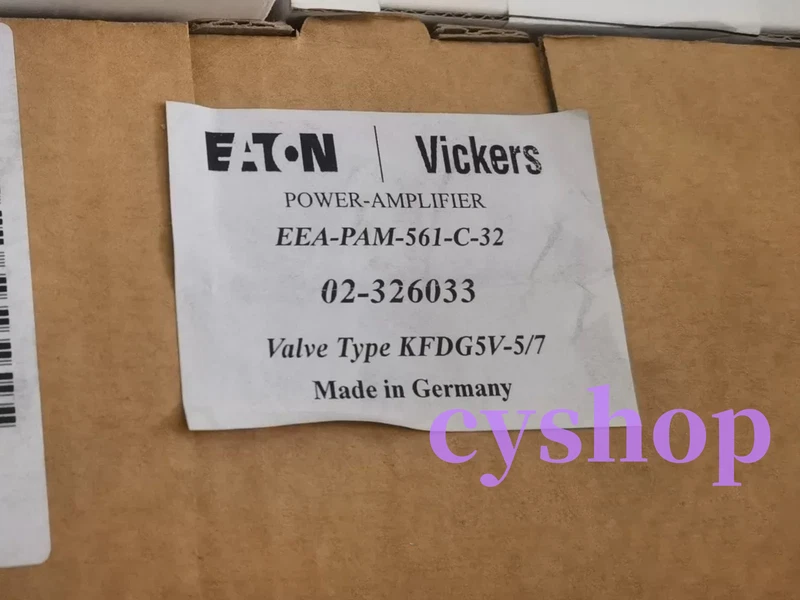 EATON | Vickers
POWER-AMPLIFIER
EEA-PAM-561-C-32
02-326033
Valve Type KFDG5V-5/7
Made in Germany
cyshop